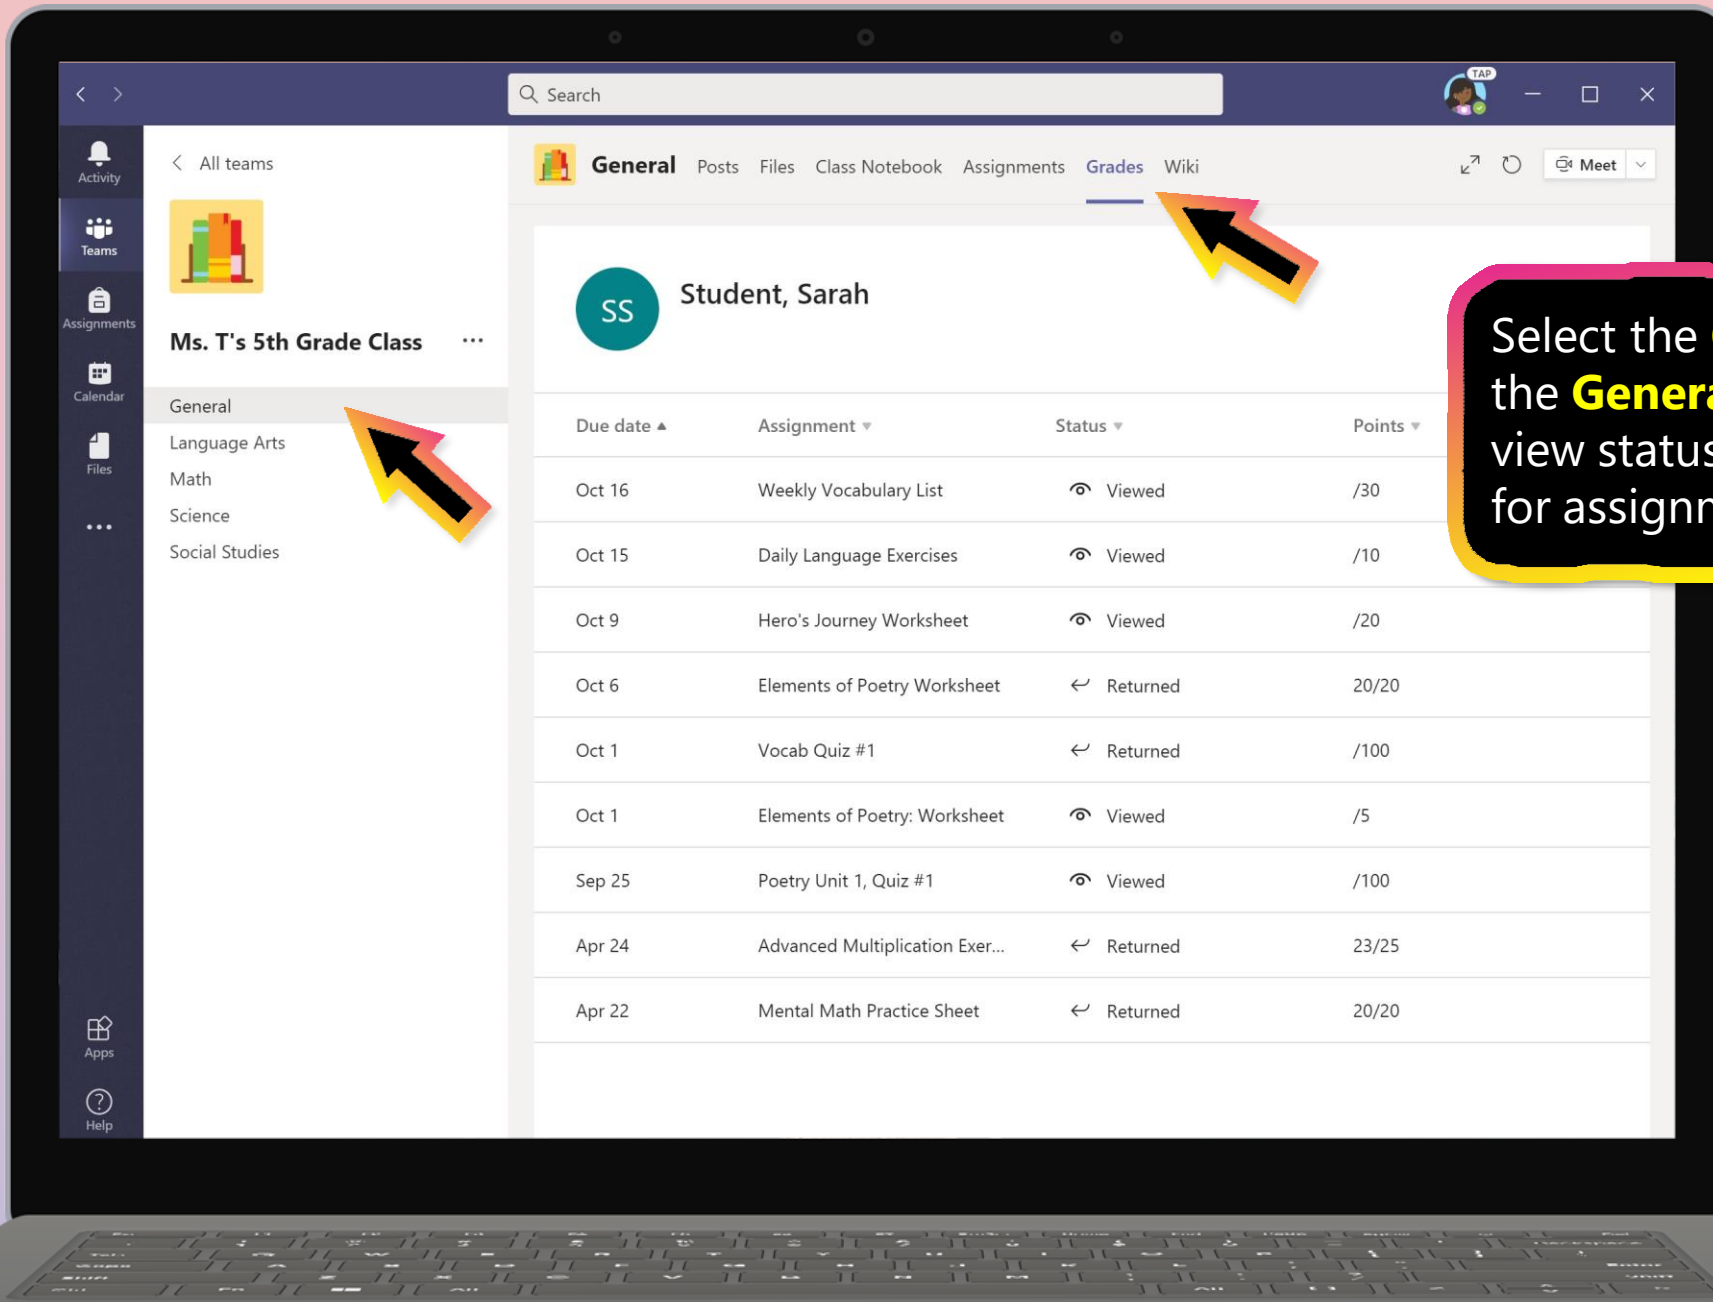 TAP
Search
Activity
Teams
Assignments
Calendar
Files
Apps
Help
All teams
Ms. T's 5th Grade Class
General
Language Arts
Math
Science
Social Studies
General Posts Files Class Notebook Assignments Grades Wiki
Meet
SS Student, Sarah
Due date Assignment Status Points
Oct 16 Weekly Vocabulary List Viewed /30
Oct 15 Daily Language Exercises Viewed /10
Oct 9 Hero's Journey Worksheet Viewed /20
Oct 6 Elements of Poetry Worksheet Returned 20/20
Oct 1 Vocab Quiz #1 Returned /100
Oct 1 Elements of Poetry: Worksheet Viewed /5
Sep 25 Poetry Unit 1, Quiz #1 Viewed /100
Apr 24 Advanced Multiplication Exer... Returned 23/25
Apr 22 Mental Math Practice Sheet Returned 20/20
Select the
the Genera
view status
for assignm